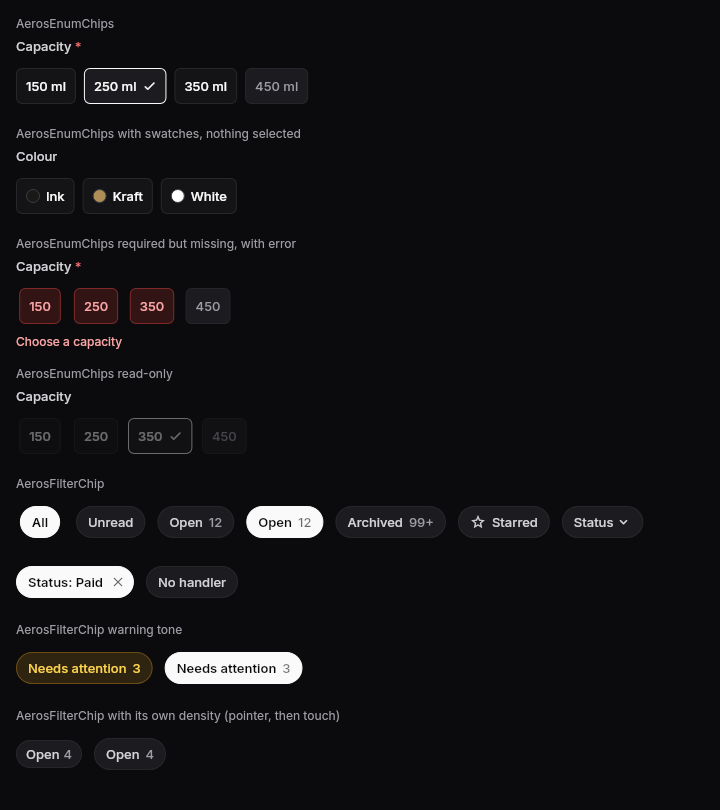 AerosEnumChips
Capacity *
150 ml 250 ml 350 ml 450 ml
AerosEnumChips with swatches, nothing selected
Colour
Ink Kraft White
AerosEnumChips required but missing, with error
Capacity *
150 250 350 450
Choose a capacity
AerosEnumChips read-only
Capacity
150 250 350 450
AerosFilterChip
All Unread Open 12 Open 12 Archived 99+ Starred Status
Status: Paid No handler
AerosFilterChip warning tone
Needs attention 3 Needs attention 3
AerosFilterChip with its own density (pointer, then touch)
Open 4 Open 4